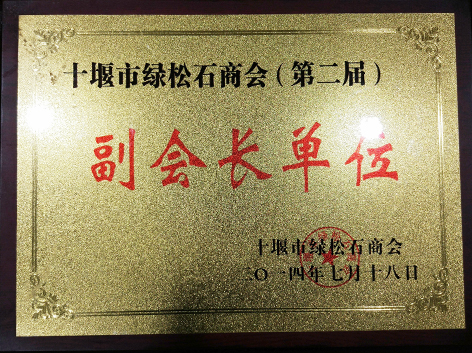 十堰市绿松石商会(第二届)
副会长单位
十堰市绿松石商会
二〇一四年七月十八日